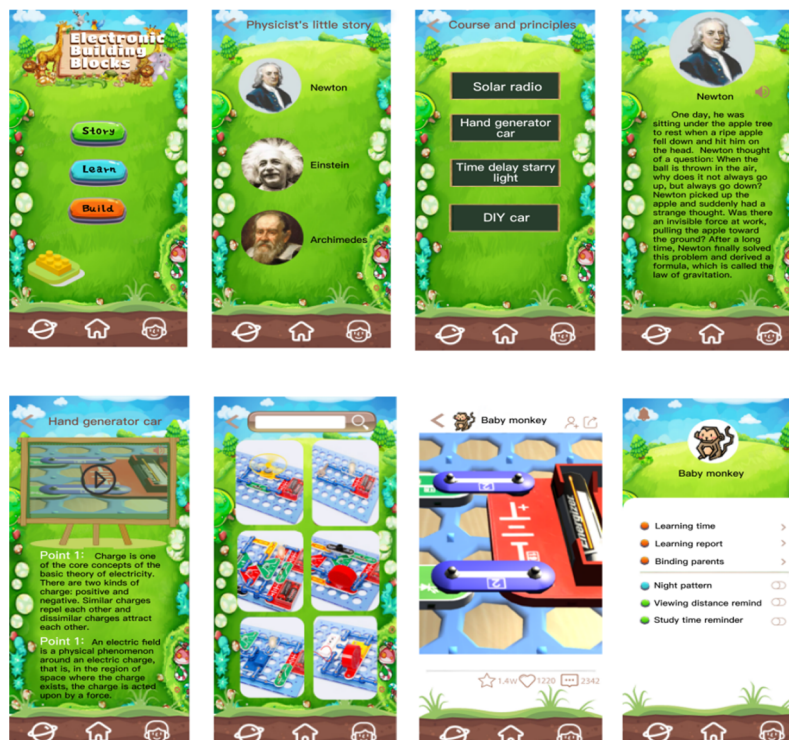 Electronic
Building
Blocks
Story
Learn
Build
Physicist's little story
Newton
Einstein
Archimedes
Course and principles
Solar radio
Hand generator
car
Time delay starry
light
DIY car
Newton
One day, he was
sitting under the apple tree
to rest when a ripe apple
fell down and hit him on
the head. Newton thought
of a question: When the
ball is thrown in the air,
why does it not always go
up, but always go down?
Newton picked up the
apple and suddenly had a
strange thought. Was there
an invisible force at work,
pulling the apple toward
the ground? After a long
time, Newton finally solved
this problem and derived a
formula, which is called the
law of gravitation.
Hand generator car
Point 1: Charge is one
of the core concepts of the
basic theory of electricity.
There are two kinds of
charge: positive and
negative. Similar charges
repel each other and
dissimilar charges attract
each other.
Point 1: An electric field
is a physical phenomenon
around an electric charge,
that is, in the region of
space where the charge
exists, the charge is acted
upon by a force.
Baby monkey
1.4w
1220
2342
Baby monkey
Learning time
Learning report
Binding parents
Night pattern
Viewing distance remind
Study time reminder